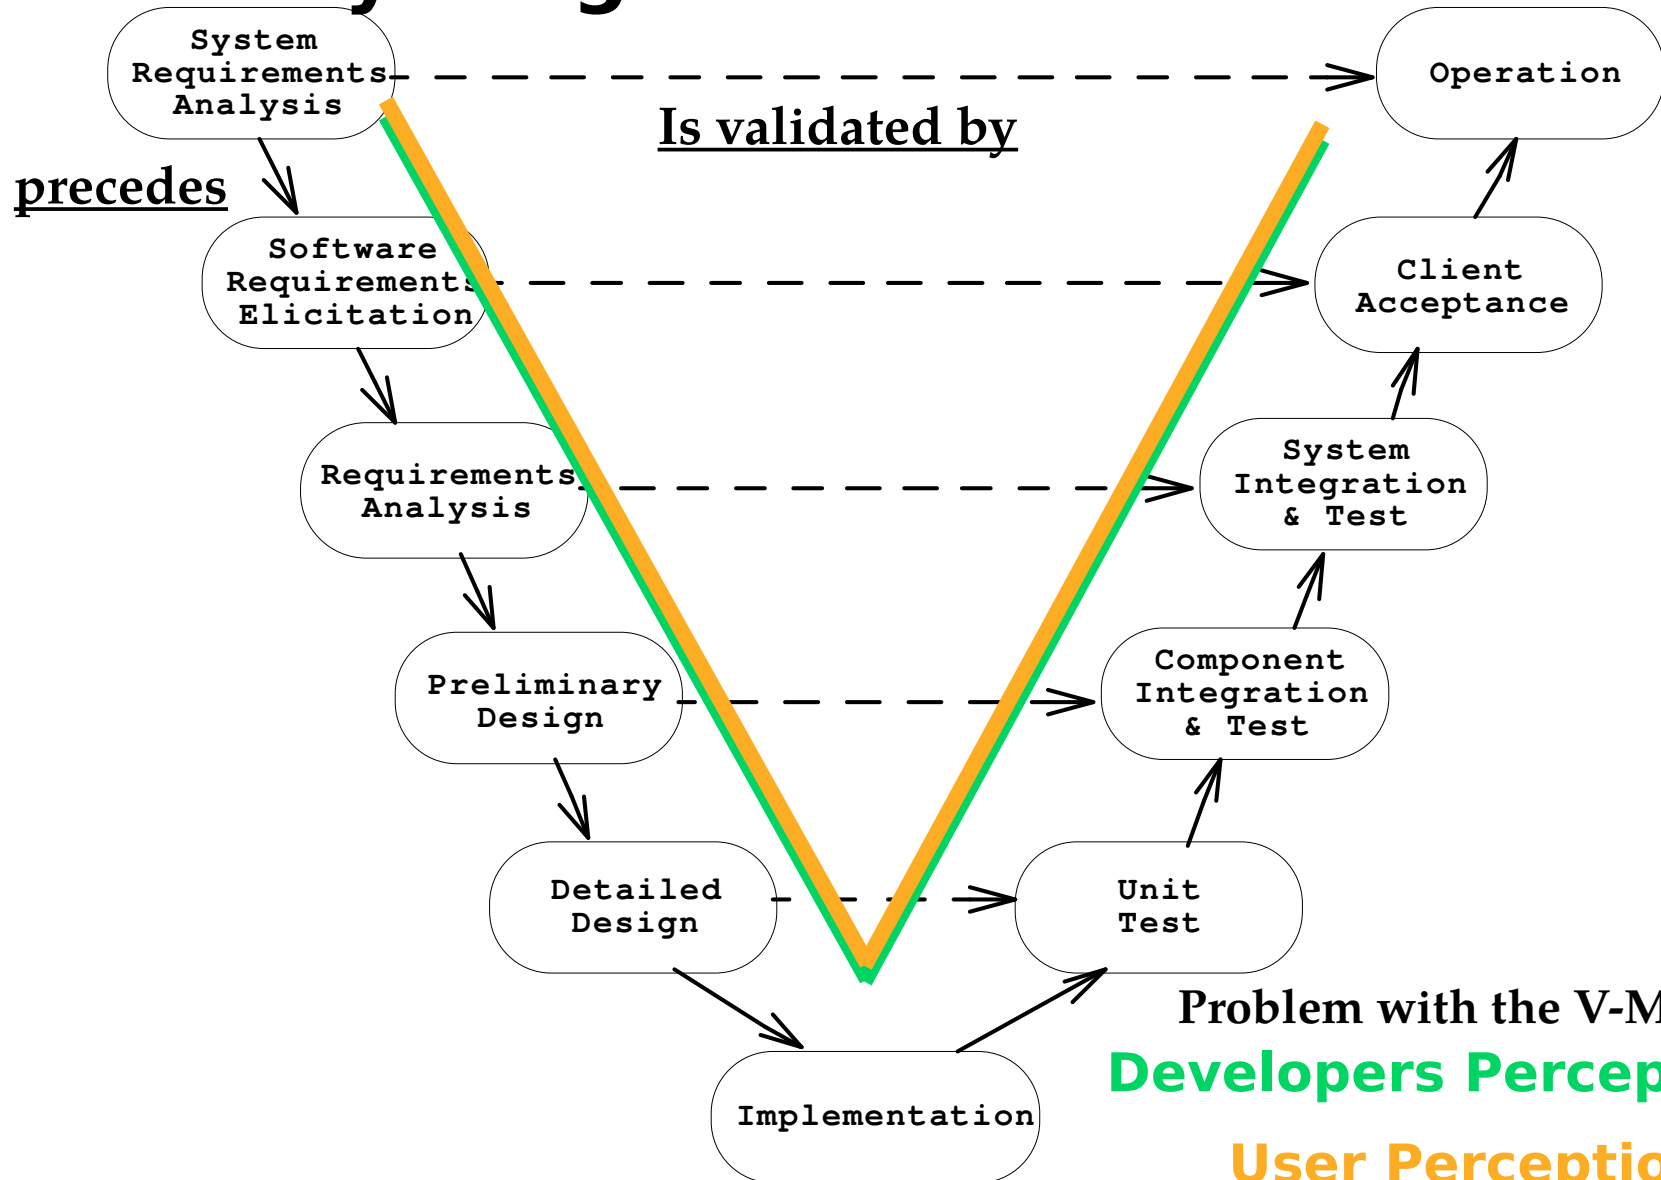 System
Requirements
Analysis
Operation
Is validated by
precedes
Software
Requirements
Elicitation
Client
Acceptance
Requirements
Analysis
System
Integration
& Test
Preliminary
Design
Component
Integration
& Test
Detailed
Design
Unit
Test
Problem with the V-M
Developers Percep
Implementation
User Perceptio